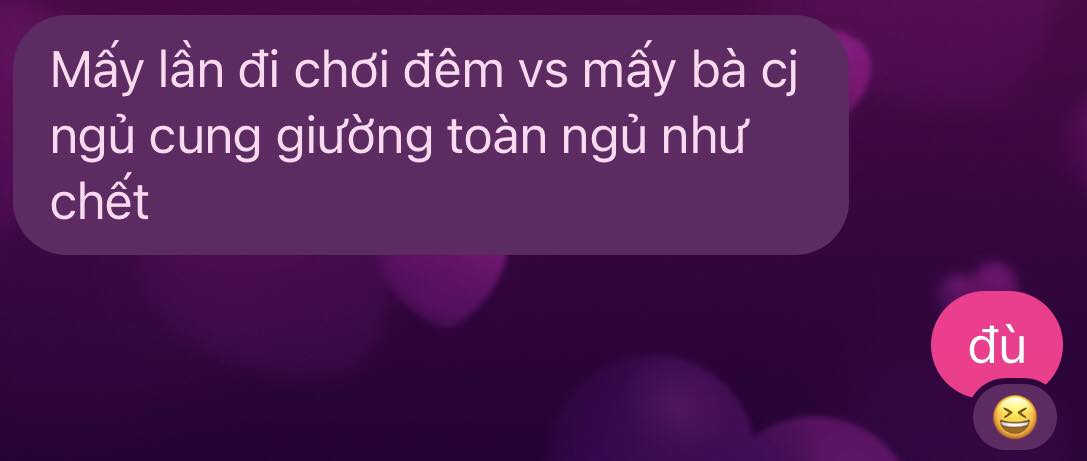 Mấy lần đi chơi đêm vs mấy bà cj
ngủ cung giường toàn ngủ như
chết
đù
😆